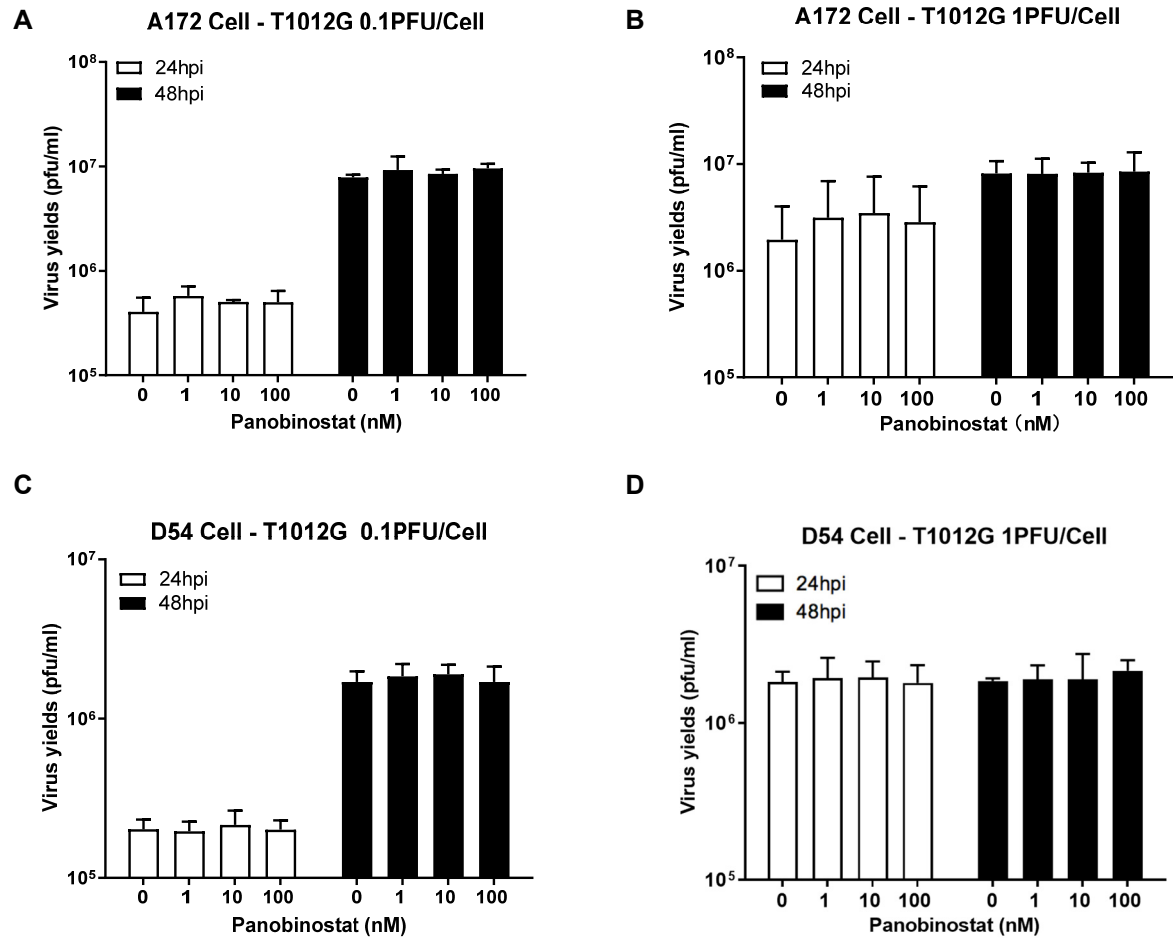 A
A172 Cell - T1012G 0.1PFU/Cell
10⁸
10⁷
10⁶
10⁵
Virus yields (pfu/ml)
24hpi
48hpi
0 1 10 100 0 1 10 100
Panobinostat (nM)
B
A172 Cell - T1012G 1PFU/Cell
10⁸
10⁷
10⁶
10⁵
Virus yields (pfu/ml)
24hpi
48hpi
0 1 10 100 0 1 10 100
Panobinostat（nM）
C
D54 Cell - T1012G 0.1PFU/Cell
10⁷
10⁶
10⁵
Virus yields (pfu/ml)
24hpi
48hpi
0 1 10 100 0 1 10 100
Panobinostat (nM)
D
D54 Cell - T1012G 1PFU/Cell
10⁷
10⁶
10⁵
Virus yields (pfu/ml)
24hpi
48hpi
0 1 10 100 0 1 10 100
Panobinostat (nM)